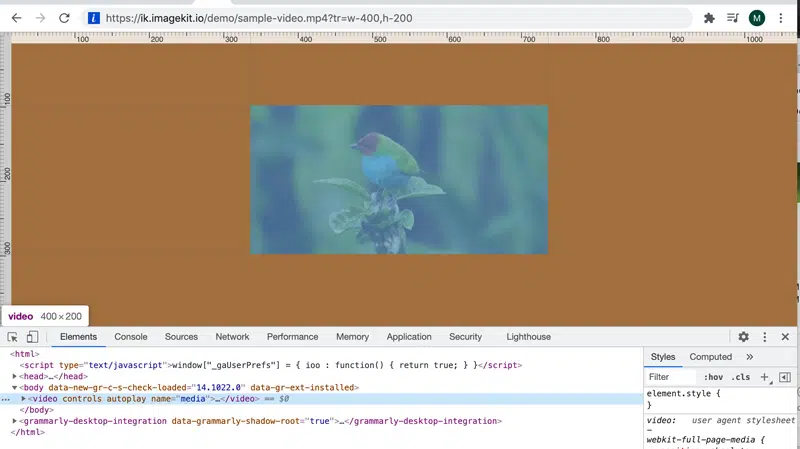 https://ik.imagekit.io/demo/sample-video.mp4?tr=w-400,h-200
M
100 200 300 400 500 600 700 800 900 1000
100
200
300
video 400×200
Elements Console Sources Network Performance Memory Application Security Lighthouse
<html>
<script type="text/javascript">window["_gaUserPrefs"] = { ioo : function() { return true; } }</script>
<head>…</head>
<body data-new-gr-c-s-check-loaded="14.1022.0" data-gr-ext-installed>
<video controls autoplay name="media">…</video> == $0
</body>
<grammarly-desktop-integration data-grammarly-shadow-root="true">…</grammarly-desktop-integration>
</html>
Styles Computed »
Filter :hov .cls +
element.style {
}
video: user agent stylesheet
-
webkit-full-page-media {